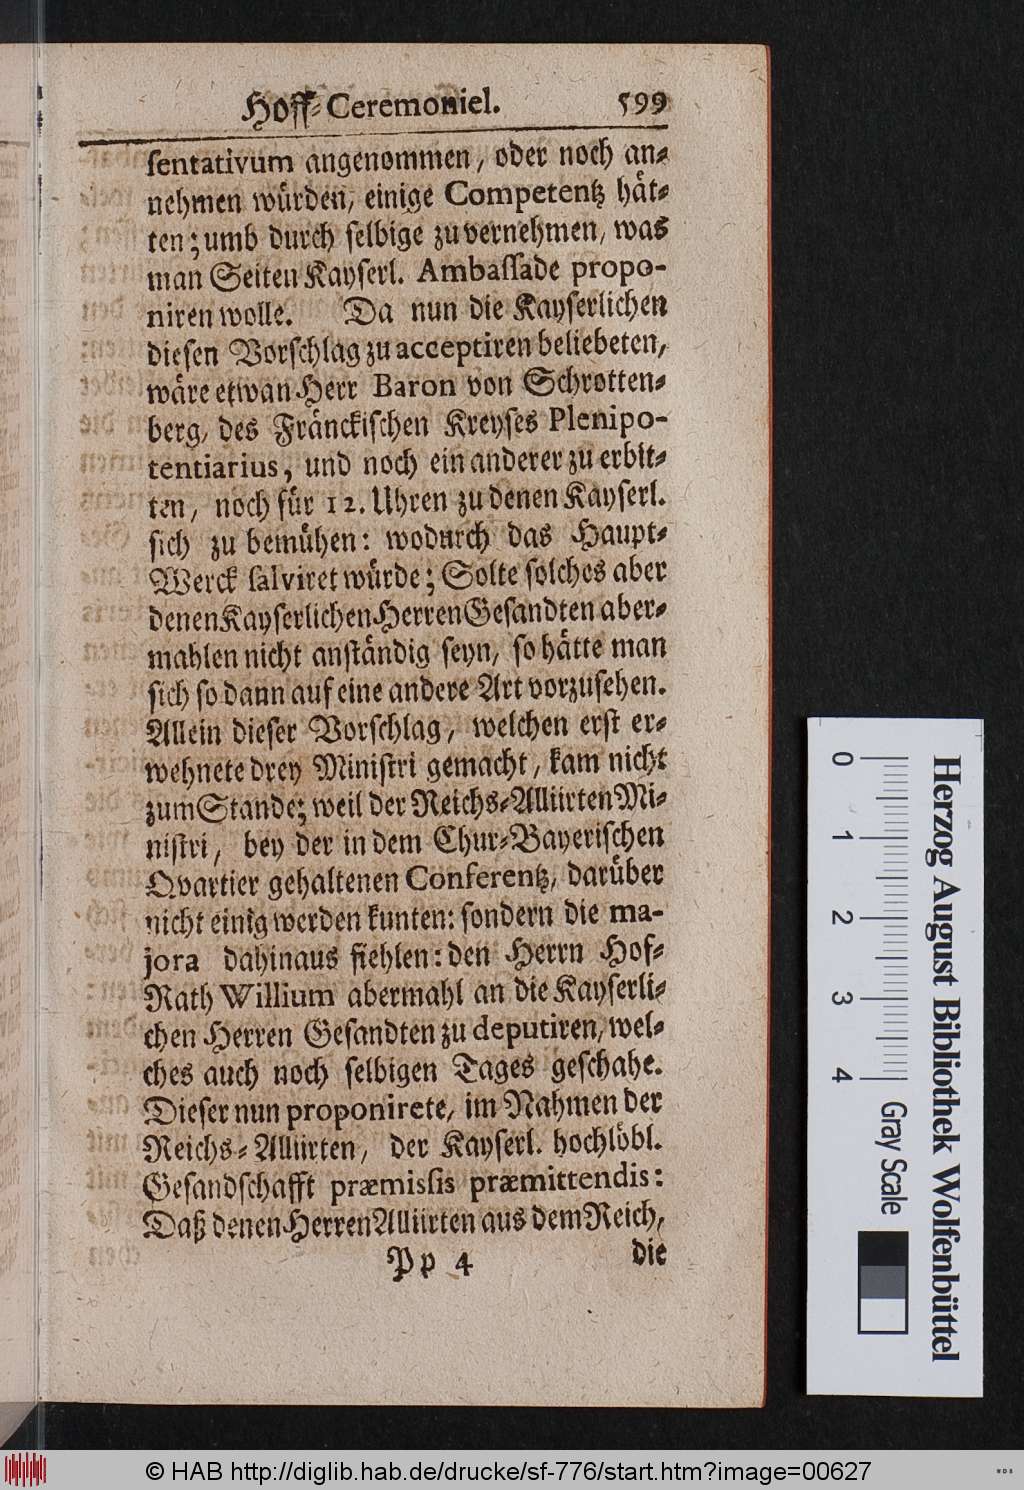 Hoff-Ceremoniel. 599
sentativum angenommen, oder noch an-
nehmen würden, einige Competentz hät-
ten; umb durch selbige zu vernehmen, was
man Seiten Kayserl. Ambassade propo-
niren wolle. Da nun die Kayserlichen
diesen Vorschlag zu acceptiren beliebeten,
wäre etwan Herr Baron von Schrotten-
berg, des Fränckischen Kreyses Plenipo-
tentiarius, und noch ein anderer zu erbit-
ten, noch für 12. Uhren zu denen Kayserl.
sich zu bemühen: wodurch das Haupt-
Werck salviret würde; Solte solches aber
denen Kayserlichen Herren Gesandten aber-
mahlen nicht anständig seyn, so hätte man
sich so dann auf eine andere Art vorzusehen.
Allein dieser Vorschlag, welchen erst er-
wehnete drey Ministri gemacht, kam nicht
zum Stande; weil der Reichs-Alliirten Mi-
nistri, bey der in dem Chur-Bayerischen
Qvartier gehaltenen Conferentz, darüber
nicht einig werden kunten: sondern die ma-
jora dahinaus fiehlen: den Herrn Hof-
Rath Willium abermahl an die Kayserli-
chen Herren Gesandten zu deputiren, wel-
ches auch noch selbigen Tages geschahe.
Dieser nun proponirete, im Nahmen der
Reichs-Alliirten, der Kayserl. hochlöbl.
Gesandschafft præmissis præmittendis:
Daß denen Herren Alliirten aus dem Reich,
Pp 4 die
Herzog August Bibliothek Wolfenbüttel
0 1 2 3 4 Gray Scale
© HAB http://diglib.hab.de/drucke/sf-776/start.htm?image=00627